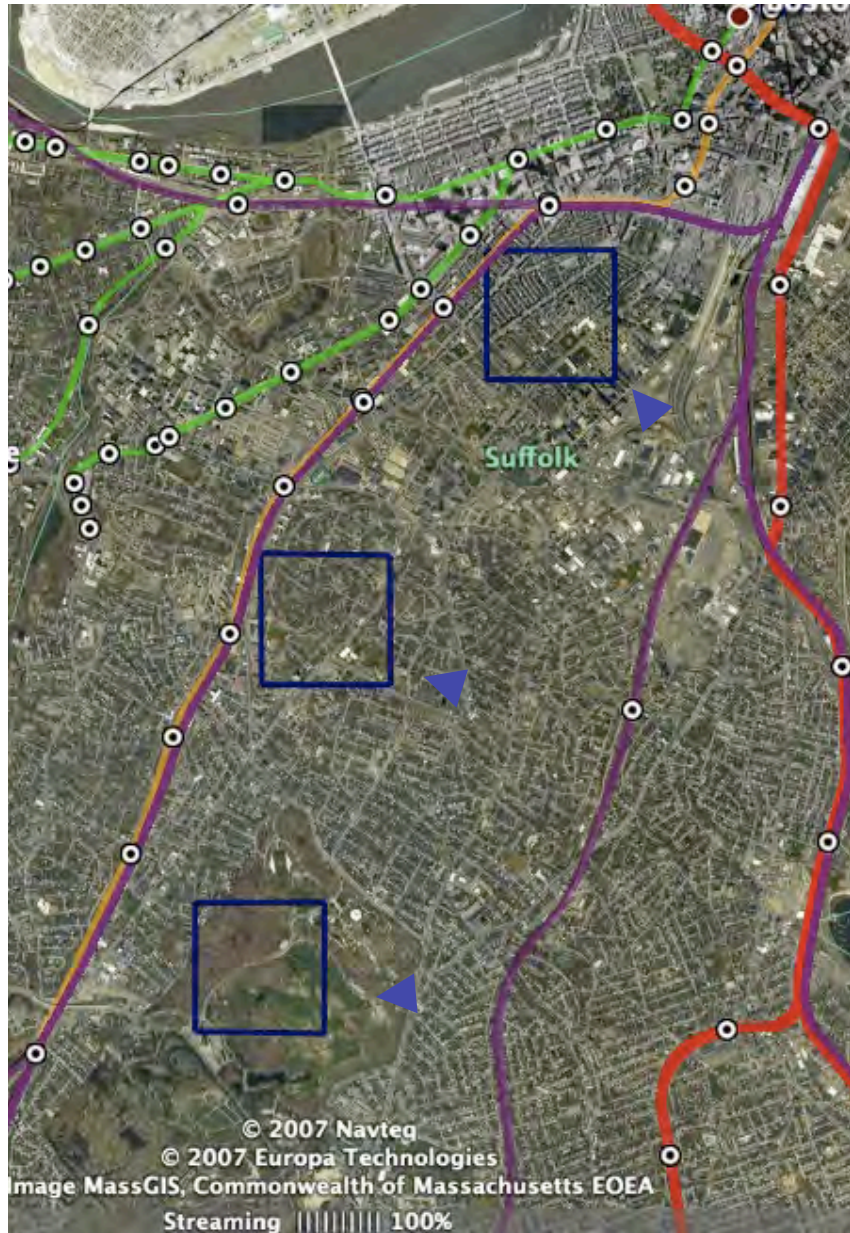 Suffolk
© 2007 Navteq
© 2007 Europa Technologies
Image MassGIS, Commonwealth of Massachusetts EOEA
Streaming 100%